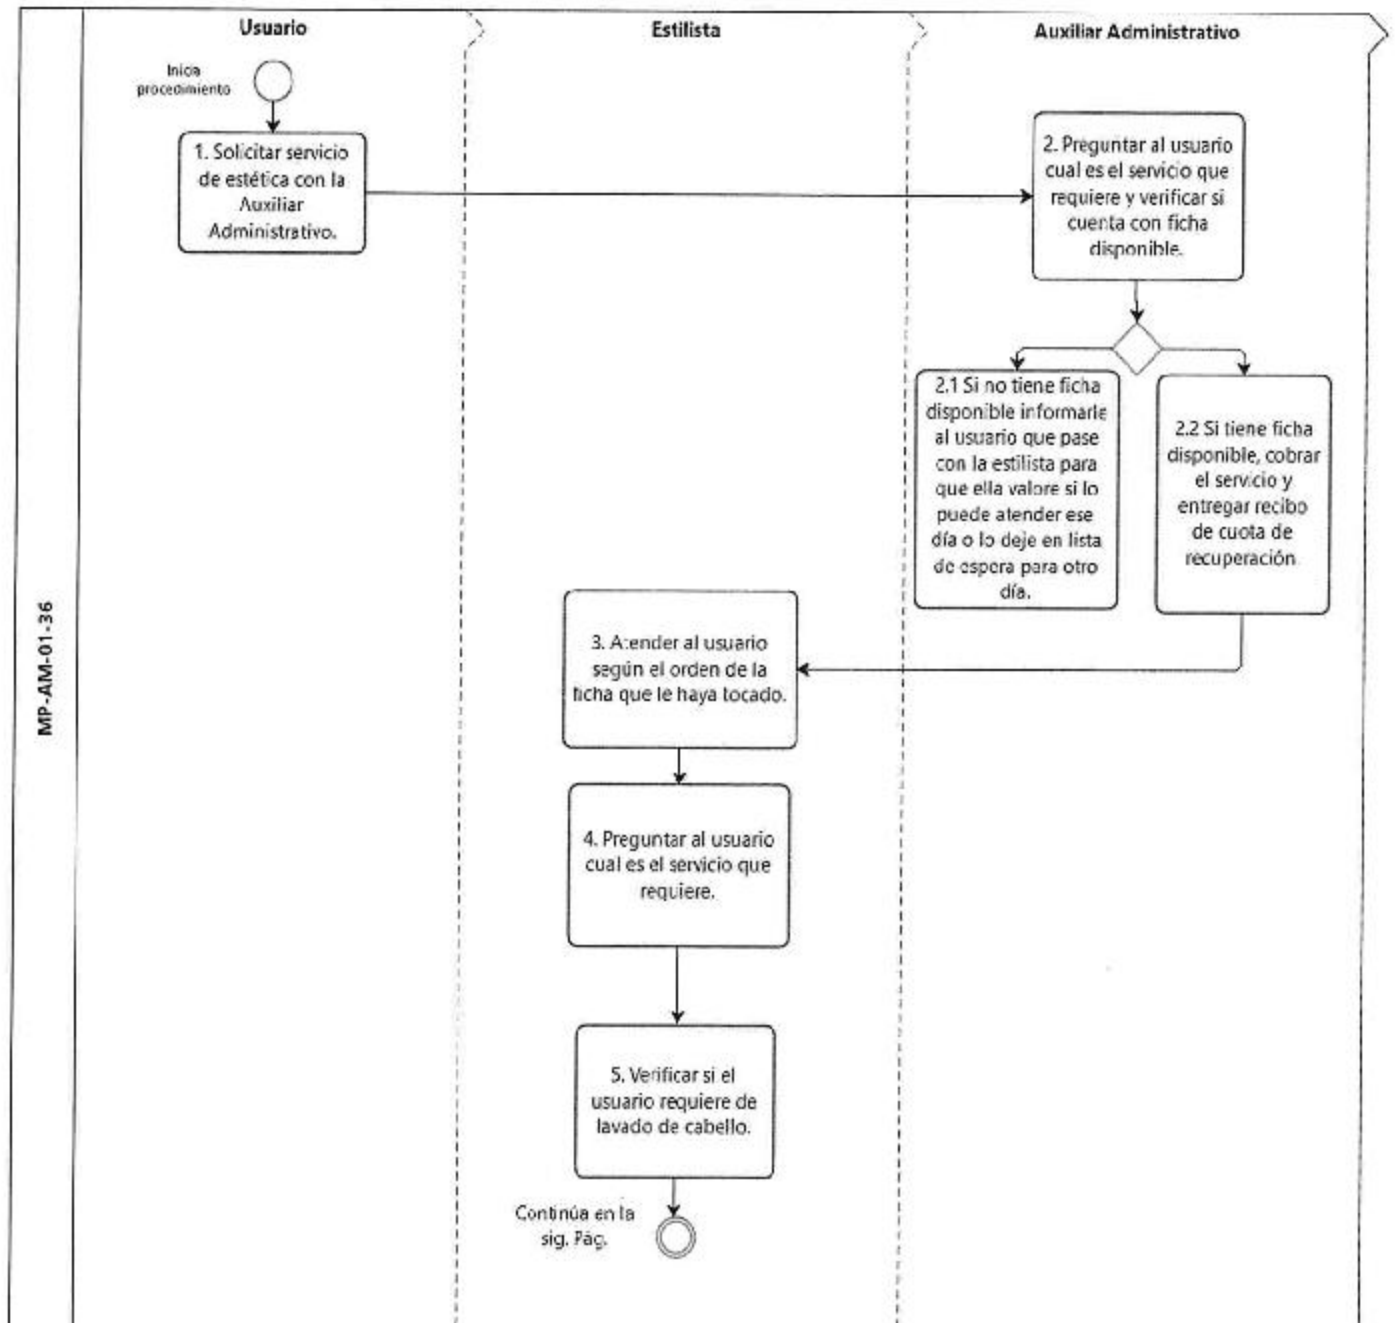 Usuario
Estilista
Auxiliar Administrativo
Inicia
procedimiento
1. Solicitar servicio
de estética con la
Auxiliar
Administrativo.
2. Preguntar al usuario
cual es el servicio que
requiere y verificar si
cuenta con ficha
disponible.
2.1 Si no tiene ficha
disponible informarle
al usuario que pase
con la estilista para
que ella valore si lo
puede atender ese
día o lo deje en lista
de espera para otro
día.
2.2 Si tiene ficha
disponible, cobrar
el servicio y
entregar recibo
de cuota de
recuperación.
3. Atender al usuario
según el orden de la
ficha que le haya tocado.
4. Preguntar al usuario
cual es el servicio que
requiere.
5. Verificar si el
usuario requiere de
lavado de cabello.
Continúa en la
sig. Pág.
MP-AM-01-36